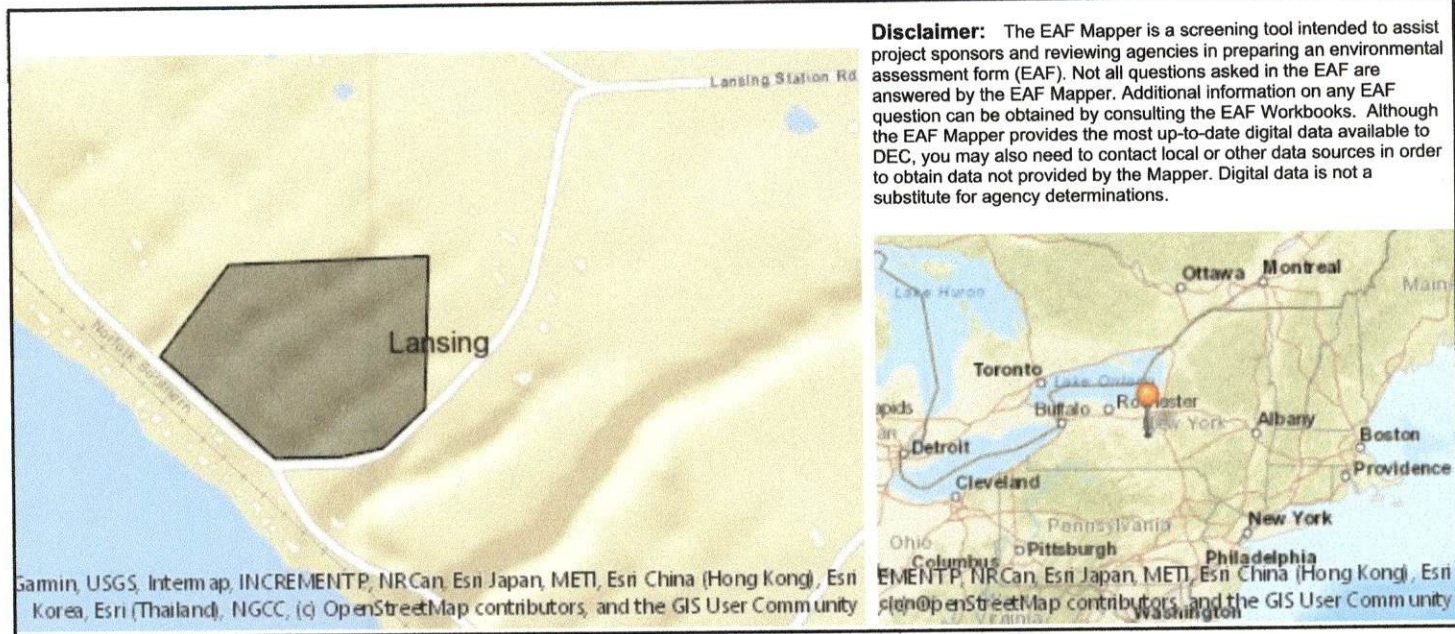 Disclaimer: The EAF Mapper is a screening tool intended to assist
project sponsors and reviewing agencies in preparing an environmental
assessment form (EAF). Not all questions asked in the EAF are
answered by the EAF Mapper. Additional information on any EAF
question can be obtained by consulting the EAF Workbooks. Although
the EAF Mapper provides the most up-to-date digital data available to
DEC, you may also need to contact local or other data sources in order
to obtain data not provided by the Mapper. Digital data is not a
substitute for agency determinations.
Lansing Station Rd
Norfolk Southern
Lansing
Garmin, USGS, Intermap, INCREMENT P, NRCan, Esri Japan, METI, Esri China (Hong Kong), Esri
Korea, Esri (Thailand), NGCC, (c) OpenStreetMap contributors, and the GIS User Community
Ottawa
Montreal
Main
Lake Huron
Toronto
Lake Ontario
apids
Buffalo
Albany
New York
Detroit
Boston
Providence
Cleveland
Pennsylvania
New York
Ohio
Columbus
Pittsburgh
Philadelphia
EMENT P, NRCan, Esri Japan, METI, Esri China (Hong Kong), Esri
OpenStreetMap contributors, and the GIS User Community
Washington